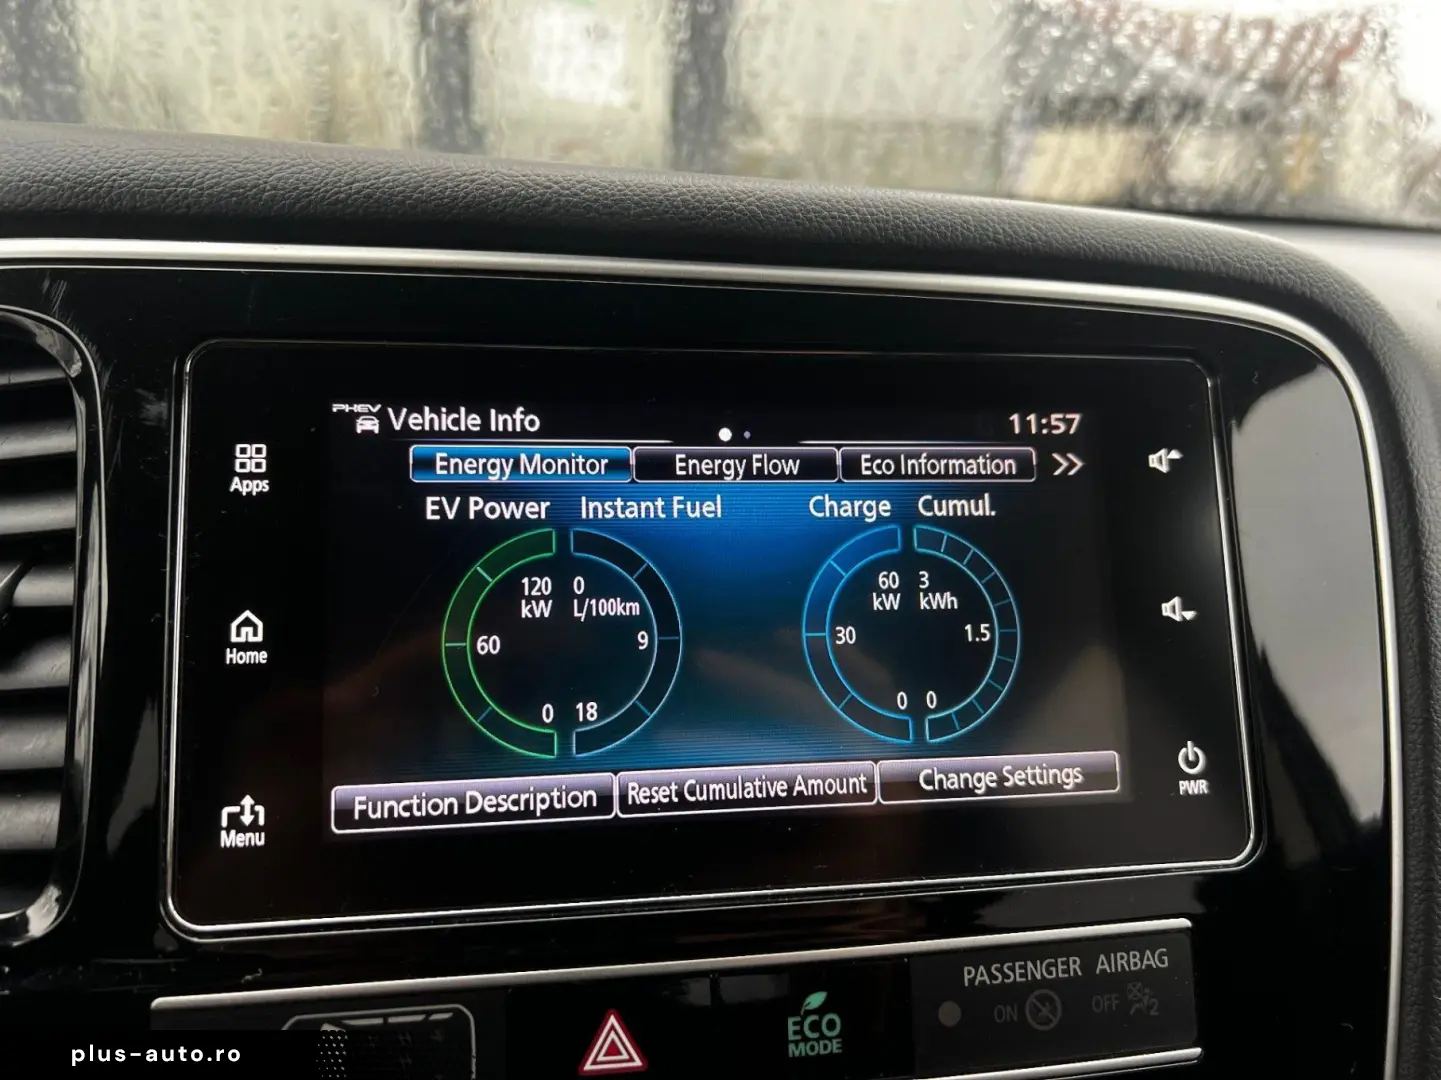 PHEV Vehicle Info
11:57
Energy Monitor
Energy Flow
Eco Information
EV Power
Instant Fuel
Charge
Cumul.
120
kW
60
0
0
L/100km
9
18
60
kW
30
0
3
kWh
1.5
0
Function Description
Reset Cumulative Amount
Change Settings
Apps
Home
Menu
PWR
PASSENGER AIRBAG
ON
OFF
2
ECO
MODE
plus-auto.ro